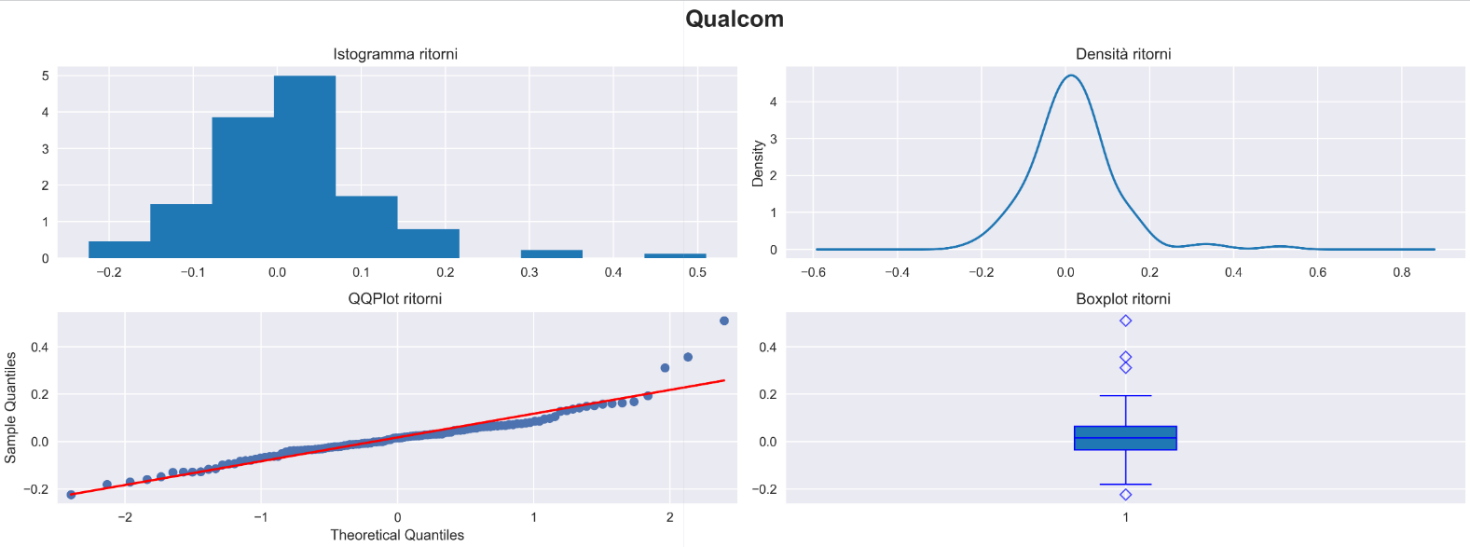 Qualcom
Istogramma ritorni
5
4
3
2
1
0
−0.2 −0.1 0.0 0.1 0.2 0.3 0.4 0.5
Densità ritorni
Density
4
3
2
1
0
−0.6 −0.4 −0.2 0.0 0.2 0.4 0.6 0.8
QQPlot ritorni
Sample Quantiles
0.4
0.2
0.0
−0.2
−2 −1 0 1 2
Theoretical Quantiles
Boxplot ritorni
0.4
0.2
0.0
−0.2
1